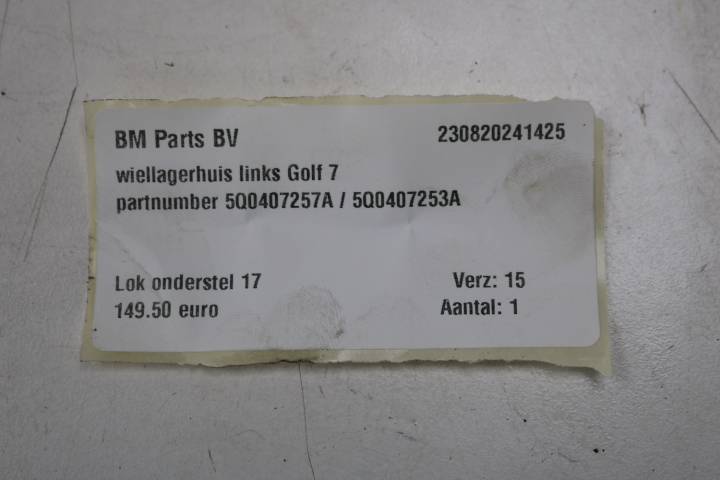 BM Parts BV 230820241425
wiellagerhuis links Golf 7
partnumber 5Q0407257A / 5Q0407253A
Lok onderstel 17 Verz: 15
149.50 euro Aantal: 1